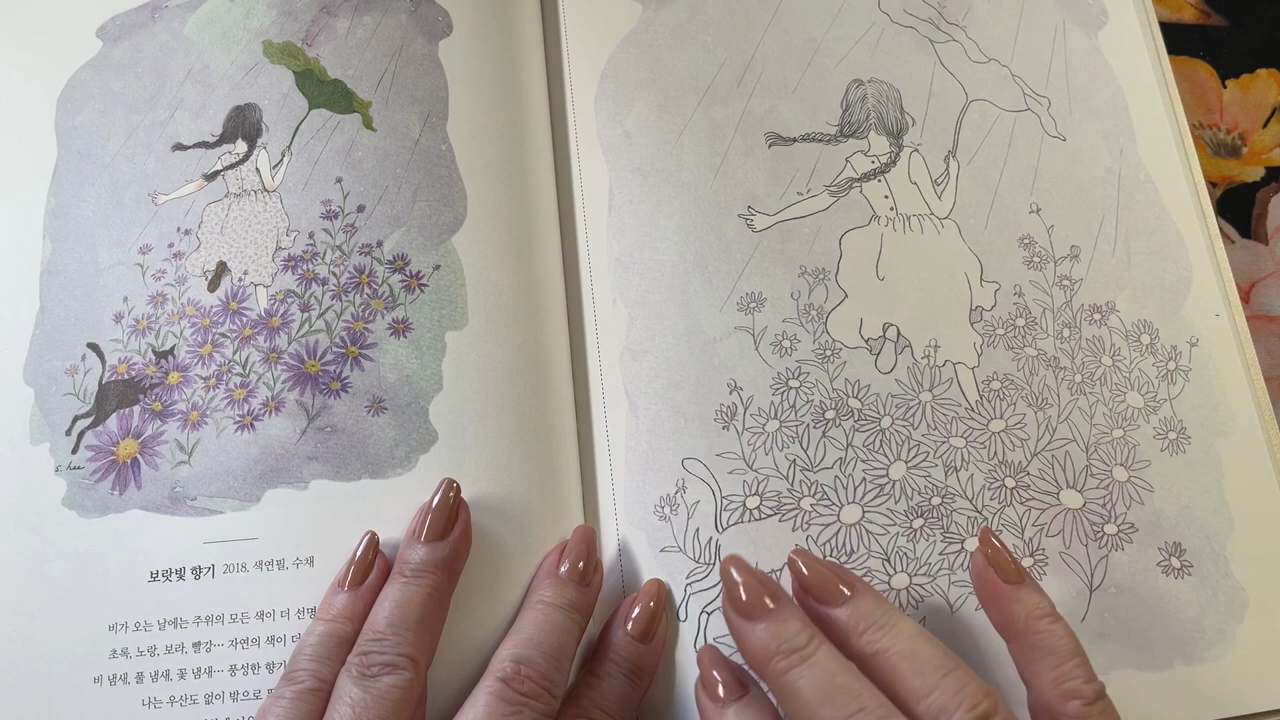 s. hee
보랏빛 향기 2018. 색연필, 수채
비가 오는 날에는 주위의 모든 색이 더 선명
초록, 노랑, 보라, 빨강… 자연의 색이 더
비 냄새, 풀 냄새, 꽃 냄새… 풍성한 향기
나는 우산도 없이 밖으로